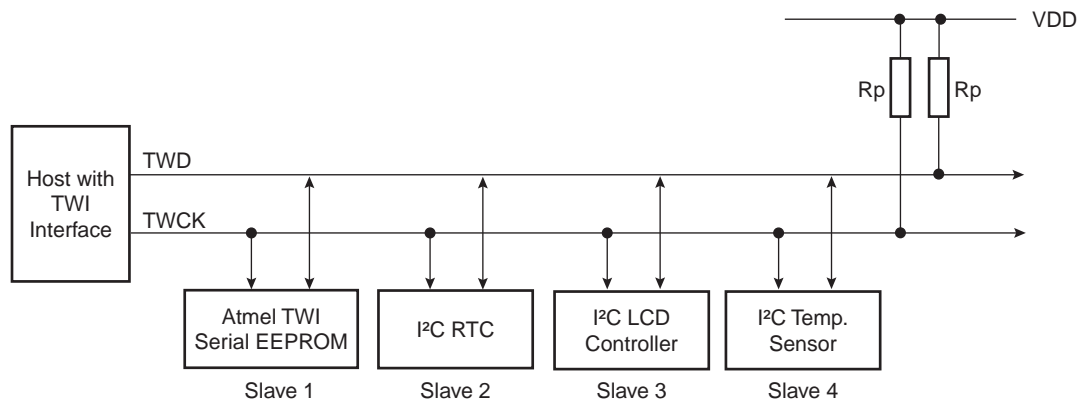 VDD
Rp
Rp
Host with
TWI
Interface
TWD
TWCK
Atmel TWI
Serial EEPROM
I²C RTC
I²C LCD
Controller
I²C Temp.
Sensor
Slave 1
Slave 2
Slave 3
Slave 4